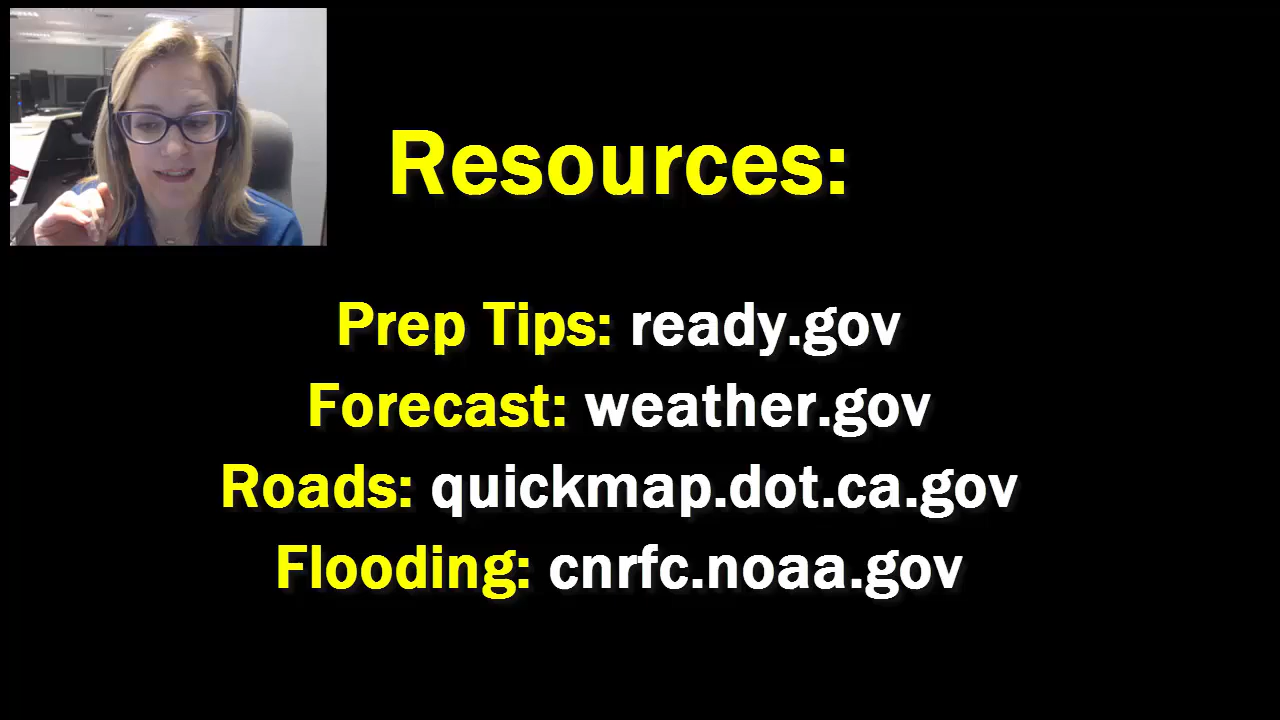 Resources:
Prep Tips: ready.gov
Forecast: weather.gov
Roads: quickmap.dot.ca.gov
Flooding: cnrfc.noaa.gov